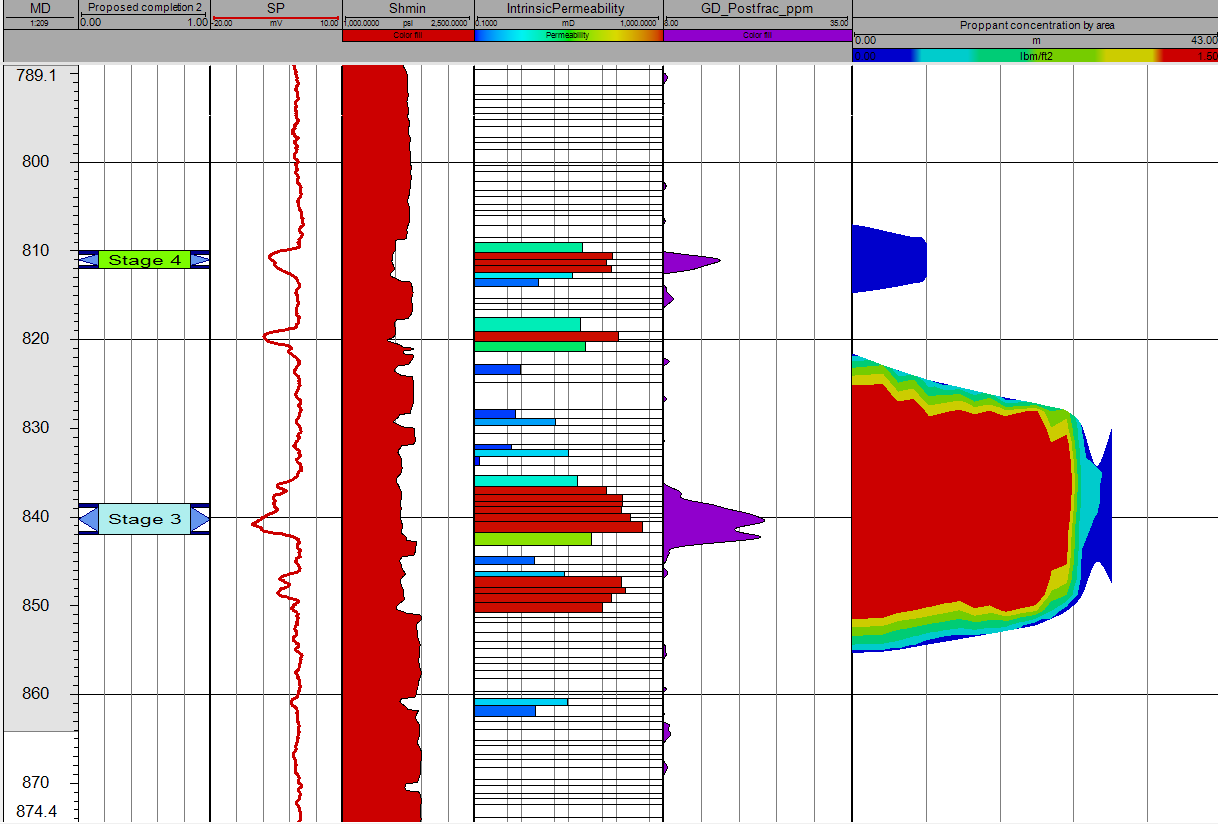 MD
1:209
Proposed completion 2
0.00 1.00
SP
-20.00 mV 10.00
Shmin
1,000.0000 psi 2,500.0000
Color fill
IntrinsicPermeability
0.1000 mD 1,000.0000
Permeability
GD_Postfrac_ppm
35.00
Color fill
Proppant concentration by area
0.00 m 43.00
0.00 lbm/ft2 1.50
789.1
800
810
Stage 4
820
830
840
Stage 3
850
860
870
874.4